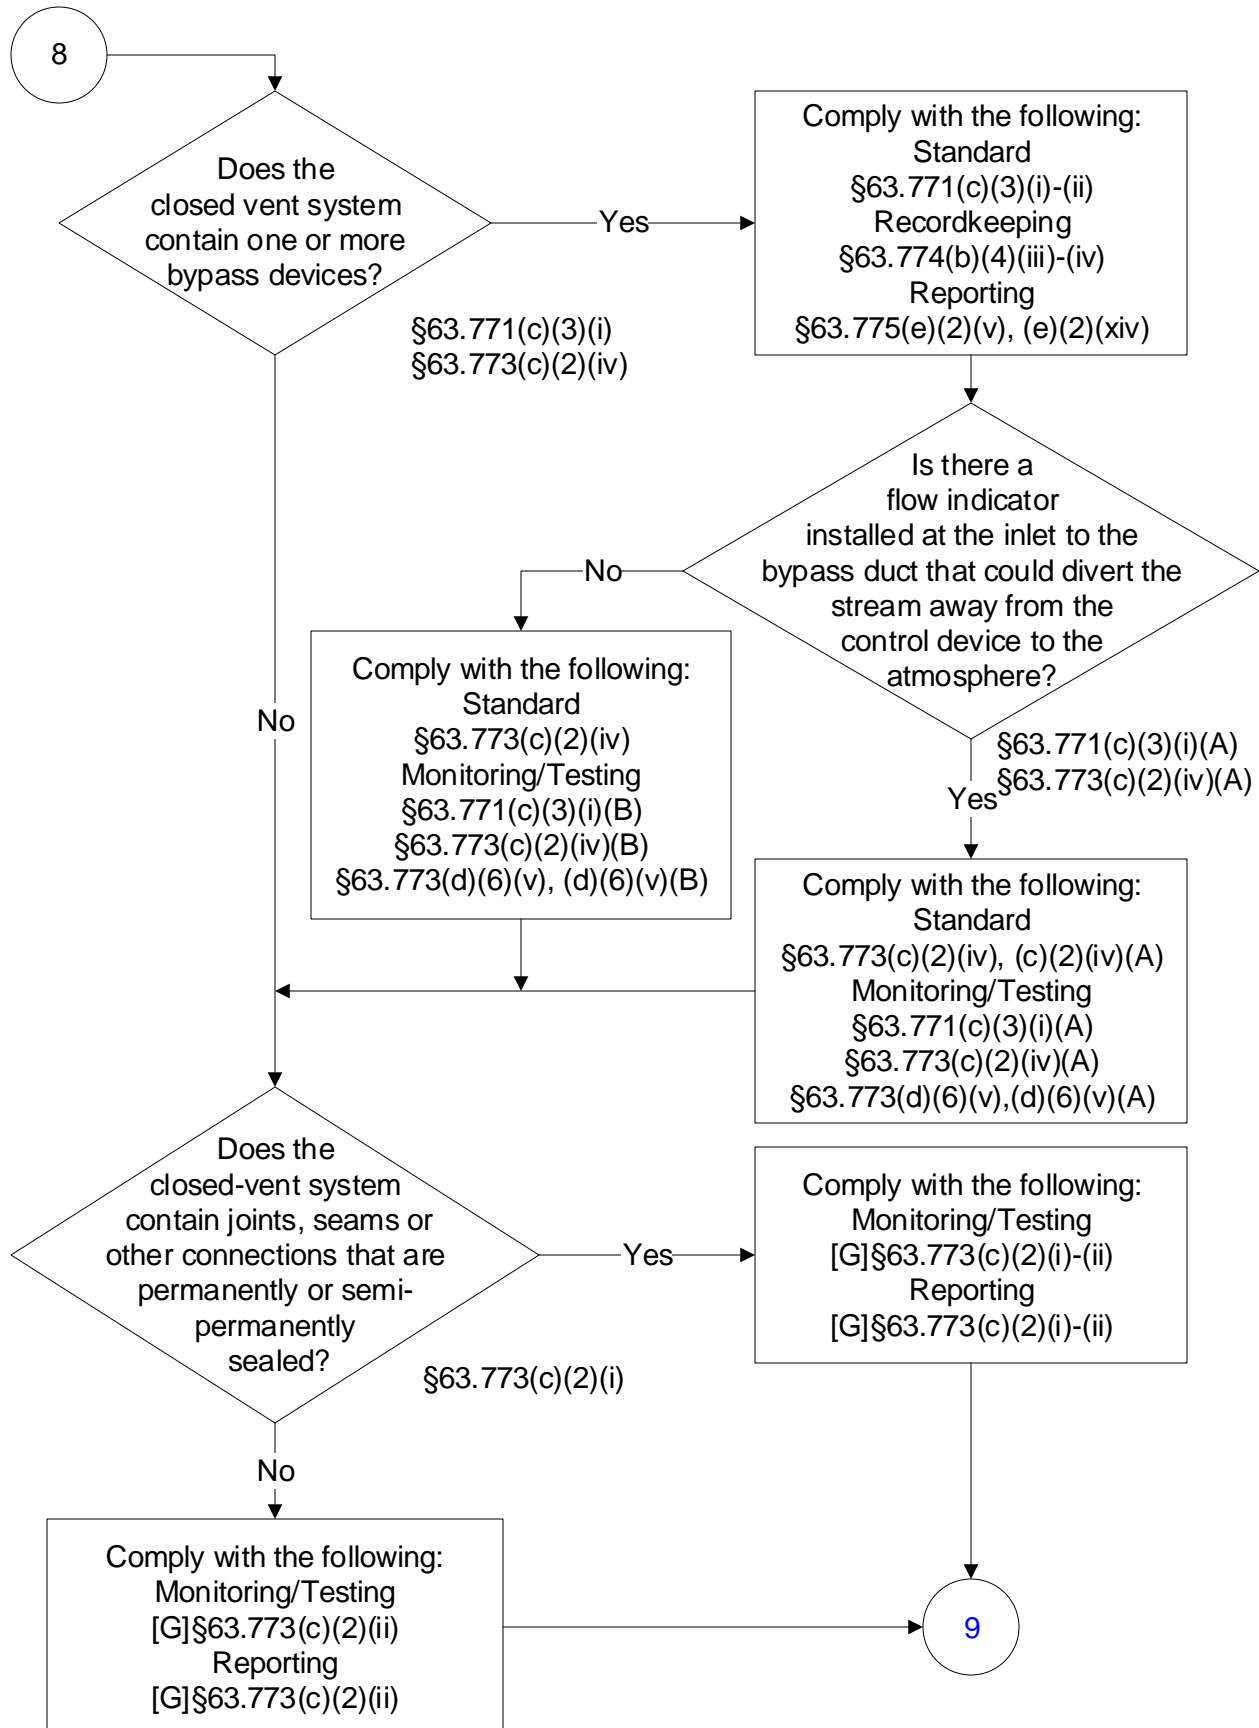 8
Does the
closed vent system
contain one or more
bypass devices?
Yes
§63.771(c)(3)(i)
§63.773(c)(2)(iv)
Comply with the following:
Standard
§63.771(c)(3)(i)-(ii)
Recordkeeping
§63.774(b)(4)(iii)-(iv)
Reporting
§63.775(e)(2)(v), (e)(2)(xiv)
Is there a
flow indicator
installed at the inlet to the
bypass duct that could divert the
stream away from the
control device to the
atmosphere?
No
§63.771(c)(3)(i)(A)
§63.773(c)(2)(iv)(A)
Yes
No
Comply with the following:
Standard
§63.773(c)(2)(iv)
Monitoring/Testing
§63.771(c)(3)(i)(B)
§63.773(c)(2)(iv)(B)
§63.773(d)(6)(v), (d)(6)(v)(B)
Comply with the following:
Standard
§63.773(c)(2)(iv), (c)(2)(iv)(A)
Monitoring/Testing
§63.771(c)(3)(i)(A)
§63.773(c)(2)(iv)(A)
§63.773(d)(6)(v),(d)(6)(v)(A)
Does the
closed-vent system
contain joints, seams or
other connections that are
permanently or semi-
permanently
sealed?
Yes
§63.773(c)(2)(i)
Comply with the following:
Monitoring/Testing
[G]§63.773(c)(2)(i)-(ii)
Reporting
[G]§63.773(c)(2)(i)-(ii)
No
Comply with the following:
Monitoring/Testing
[G]§63.773(c)(2)(ii)
Reporting
[G]§63.773(c)(2)(ii)
9